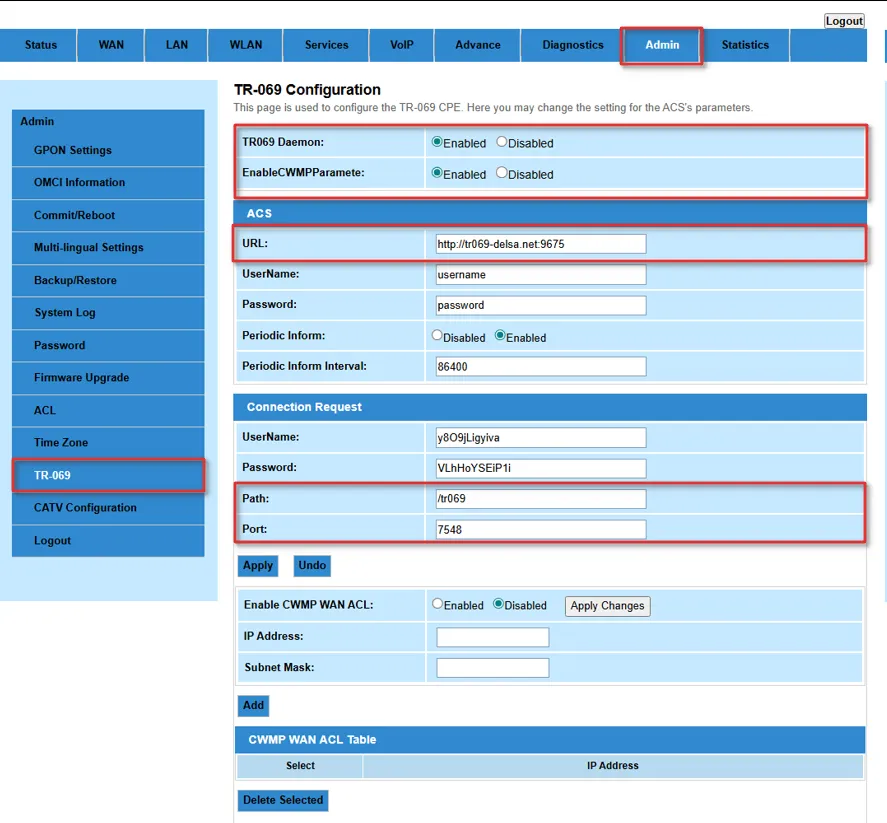 Logout
Status WAN LAN WLAN Services VoIP Advance Diagnostics Admin Statistics
Admin
GPON Settings
OMCI Information
Commit/Reboot
Multi-lingual Settings
Backup/Restore
System Log
Password
Firmware Upgrade
ACL
Time Zone
TR-069
CATV Configuration
Logout
TR-069 Configuration
This page is used to configure the TR-069 CPE. Here you may change the setting for the ACS's parameters.
TR069 Daemon: Enabled Disabled
EnableCWMPParamete: Enabled Disabled
ACS
URL: http://tr069-delsa.net:9675
UserName: username
Password: password
Periodic Inform: Disabled Enabled
Periodic Inform Interval: 86400
Connection Request
UserName: y8O9jLigyiva
Password: VLhHoYSEiP1i
Path: /tr069
Port: 7548
Apply Undo
Enable CWMP WAN ACL: Enabled Disabled Apply Changes
IP Address:
Subnet Mask:
Add
CWMP WAN ACL Table
Select IP Address
Delete Selected